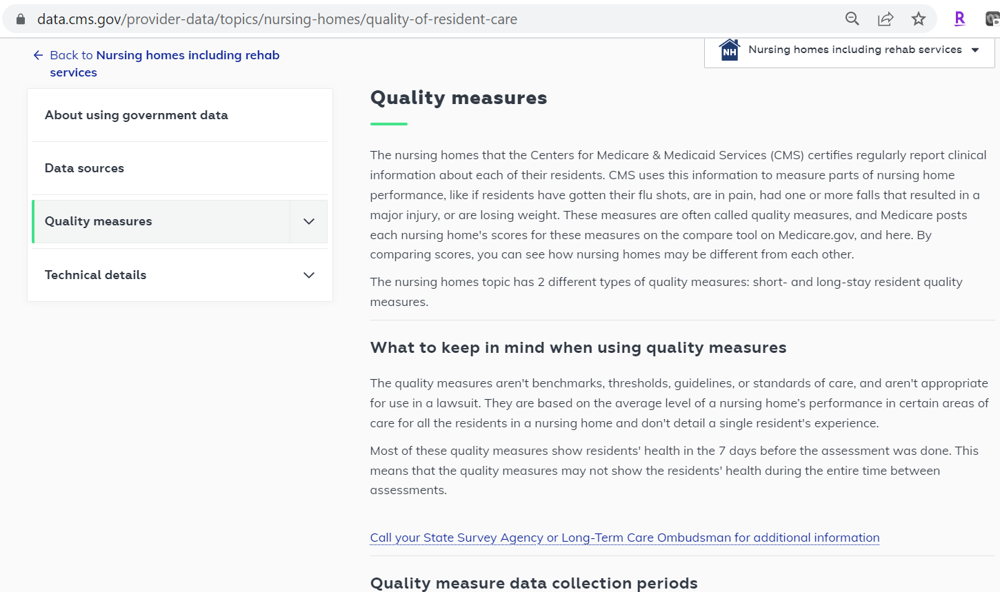 data.cms.gov/provider-data/topics/nursing-homes/quality-of-resident-care
R
← Back to Nursing homes including rehab
services
NH
Nursing homes including rehab services
About using government data
Data sources
Quality measures
Technical details
Quality measures
The nursing homes that the Centers for Medicare & Medicaid Services (CMS) certifies regularly report clinical
information about each of their residents. CMS uses this information to measure parts of nursing home
performance, like if residents have gotten their flu shots, are in pain, had one or more falls that resulted in a
major injury, or are losing weight. These measures are often called quality measures, and Medicare posts
each nursing home's scores for these measures on the compare tool on Medicare.gov, and here. By
comparing scores, you can see how nursing homes may be different from each other.
The nursing homes topic has 2 different types of quality measures: short- and long-stay resident quality
measures.
What to keep in mind when using quality measures
The quality measures aren't benchmarks, thresholds, guidelines, or standards of care, and aren't appropriate
for use in a lawsuit. They are based on the average level of a nursing home’s performance in certain areas of
care for all the residents in a nursing home and don't detail a single resident's experience.
Most of these quality measures show residents' health in the 7 days before the assessment was done. This
means that the quality measures may not show the residents' health during the entire time between
assessments.
Call your State Survey Agency or Long-Term Care Ombudsman for additional information
Quality measure data collection periods